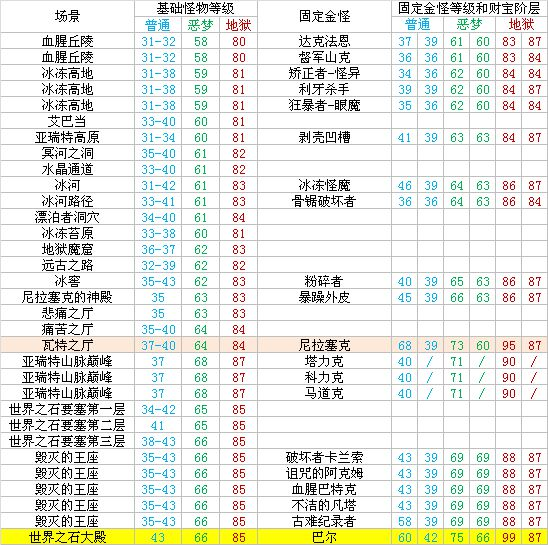 场景 基础怪物等级 固定金怪 固定金怪等级和财宝阶层
普通 恶梦 地狱 普通 恶梦 地狱
血腥丘陵 31-32 58 80 达克法恩 37 39 61 60 83 87
血腥丘陵 31-32 58 80 督军山克 36 36 61 60 83 84
冰冻高地 31-38 59 81 矫正者-怪异 34 36 62 60 84 84
冰冻高地 31-38 59 81 利牙杀手 39 39 62 60 84 87
冰冻高地 31-38 59 81 狂暴者-眼魔 35 36 62 60 84 84
艾巴当 33-40 60 81
亚瑞特高原 31-34 60 81 剥壳凹槽 41 39 63 63 84 87
冥河之洞 35-40 61 82
水晶通道 33-40 61 82
冰河 31-42 61 83 冰冻怪魔 46 39 64 63 86 87
冰河路径 33-41 61 83 骨锯破坏者 36 36 64 63 86 84
漂泊者洞穴 34-40 61 84
冰冻苔原 33-38 60 81
地狱魔窟 36-37 62 83
远古之路 32-39 62 82
冰窖 35-43 62 83 粉碎者 40 39 65 63 86 87
尼拉塞克的神殿 35 63 83 暴躁外皮 45 39 66 63 86 87
悲痛之厅 35 63 83
痛苦之厅 35-40 64 84
瓦特之厅 37-40 64 84 尼拉塞克 68 39 73 60 95 87
亚瑞特山脉巅峰 37 68 87 塔力克 40 / 71 / 90 /
亚瑞特山脉巅峰 37 68 87 科力克 40 / 71 / 90 /
亚瑞特山脉巅峰 37 68 87 马道克 40 / 71 / 90 /
世界之石要塞第一层 34-42 65 85
世界之石要塞第二层 41 65 85
世界之石要塞第三层 38-43 66 85
毁灭的王座 35-43 66 85 破坏者卡兰索 43 39 69 69 88 87
毁灭的王座 35-43 66 85 诅咒的阿克姆 43 39 69 69 88 87
毁灭的王座 35-43 66 85 血腥巴特克 43 39 69 69 88 87
毁灭的王座 35-43 66 85 不洁的凡塔 43 39 69 69 88 87
毁灭的王座 35-43 66 85 古难纪录者 58 39 69 69 88 87
世界之石大殿 43 66 85 巴尔 60 42 75 66 99 87